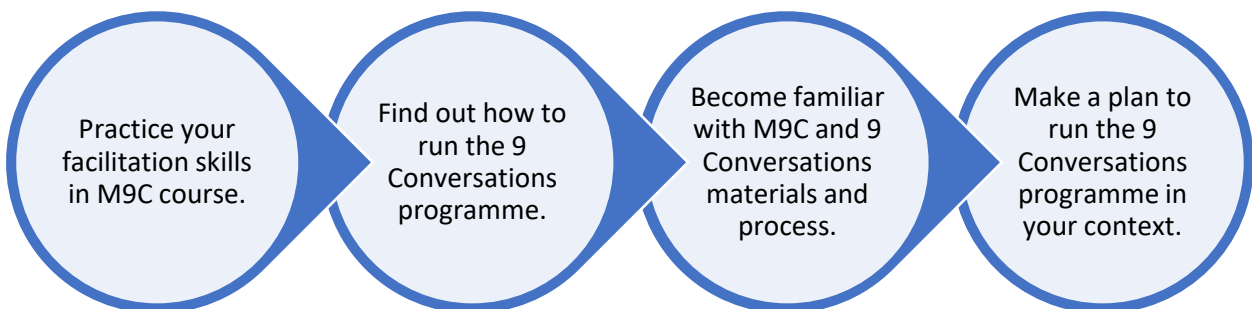 Practice your
facilitation skills
in M9C course.
Find out how to
run the 9
Conversations
programme.
Become familiar
with M9C and 9
Conversations
materials and
process.
Make a plan to
run the 9
Conversations
programme in
your context.